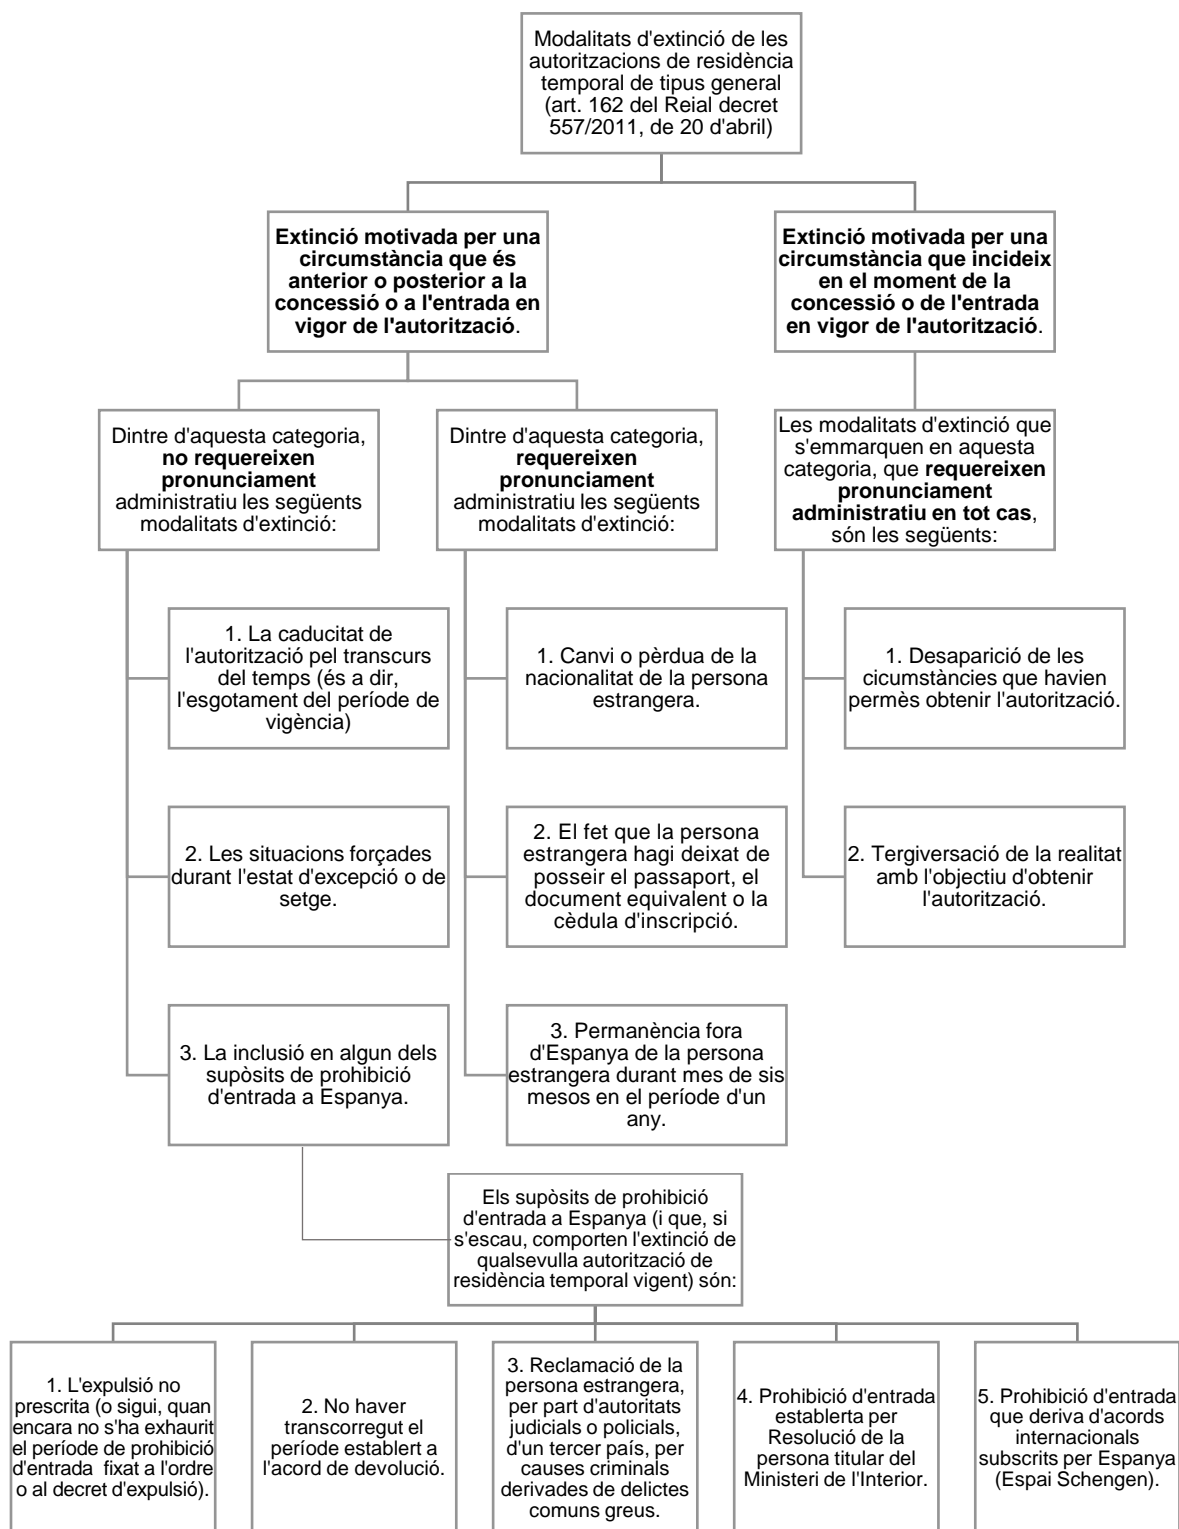 Modalitats d'extinció de les
autoritzacions de residència
temporal de tipus general
(art. 162 del Reial decret
557/2011, de 20 d'abril)
Extinció motivada per una
circumstància que és
anterior o posterior a la
concessió o a l'entrada en
vigor de l'autorització.
Extinció motivada per una
circumstància que incideix
en el moment de la
concessió o de l'entrada
en vigor de l'autorització.
Dintre d'aquesta categoria,
no requereixen
pronunciament
administratiu les següents
modalitats d'extinció:
Dintre d'aquesta categoria,
requereixen
pronunciament
administratiu les següents
modalitats d'extinció:
Les modalitats d'extinció que
s'emmarquen en aquesta
categoria, que requereixen
pronunciament
administratiu en tot cas,
són les següents:
1. La caducitat de
l'autorització pel transcurs
del temps (és a dir,
l'esgotament del període de
vigència)
1. Canvi o pèrdua de la
nacionalitat de la persona
estrangera.
1. Desaparició de les
cicumstàncies que havien
permès obtenir l'autorització.
2. Les situacions forçades
durant l'estat d'excepció o de
setge.
2. El fet que la persona
estrangera hagi deixat de
posseir el passaport, el
document equivalent o la
cèdula d'inscripció.
2. Tergiversació de la realitat
amb l'objectiu d'obtenir
l'autorització.
3. La inclusió en algun dels
supòsits de prohibició
d'entrada a Espanya.
3. Permanència fora
d'Espanya de la persona
estrangera durant mes de sis
mesos en el període d'un
any.
Els supòsits de prohibició
d'entrada a Espanya (i que, si
s'escau, comporten l'extinció de
qualsevulla autorització de
residència temporal vigent) són:
1. L'expulsió no
prescrita (o sigui, quan
encara no s'ha exhaurit
el període de prohibició
d'entrada fixat a l'ordre
o al decret d'expulsió).
2. No haver
transcorregut el
període establert a
l'acord de devolució.
3. Reclamació de la
persona estrangera,
per part d'autoritats
judicials o policials,
d'un tercer país, per
causes criminals
derivades de delictes
comuns greus.
4. Prohibició d'entrada
establerta per
Resolució de la
persona titular del
Ministeri de l'Interior.
5. Prohibició d'entrada
que deriva d'acords
internacionals
subscrits per Espanya
(Espai Schengen).